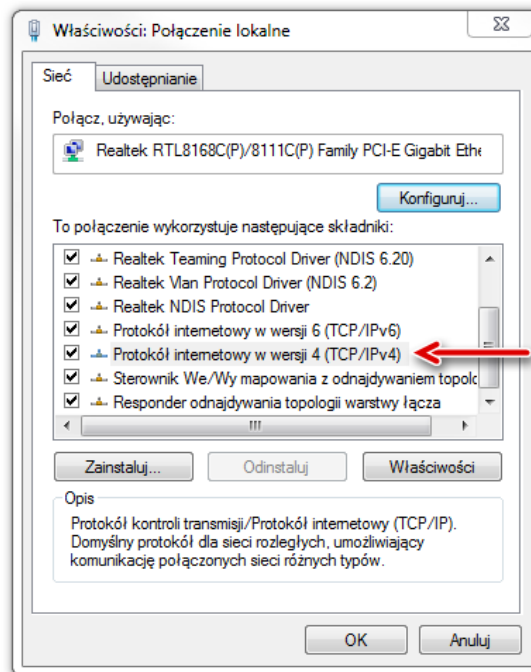 Właściwości: Połączenie lokalne
Sieć
Udostępnianie
Połącz, używając:
Realtek RTL8168C(P)/8111C(P) Family PCI-E Gigabit Ethe
Konfiguruj...
To połączenie wykorzystuje następujące składniki:
Realtek Teaming Protocol Driver (NDIS 6.20)
Realtek Vlan Protocol Driver (NDIS 6.2)
Realtek NDIS Protocol Driver
Protokół internetowy w wersji 6 (TCP/IPv6)
Protokół internetowy w wersji 4 (TCP/IPv4)
Sterownik We/Wy mapowania z odnajdywaniem topolo
Responder odnajdywania topologii warstwy łącza
Zainstaluj...
Odinstaluj
Właściwości
Opis
Protokół kontroli transmisji/Protokół internetowy (TCP/IP).
Domyślny protokół dla sieci rozległych, umożliwiający
komunikację połączonych sieci różnych typów.
OK
Anuluj